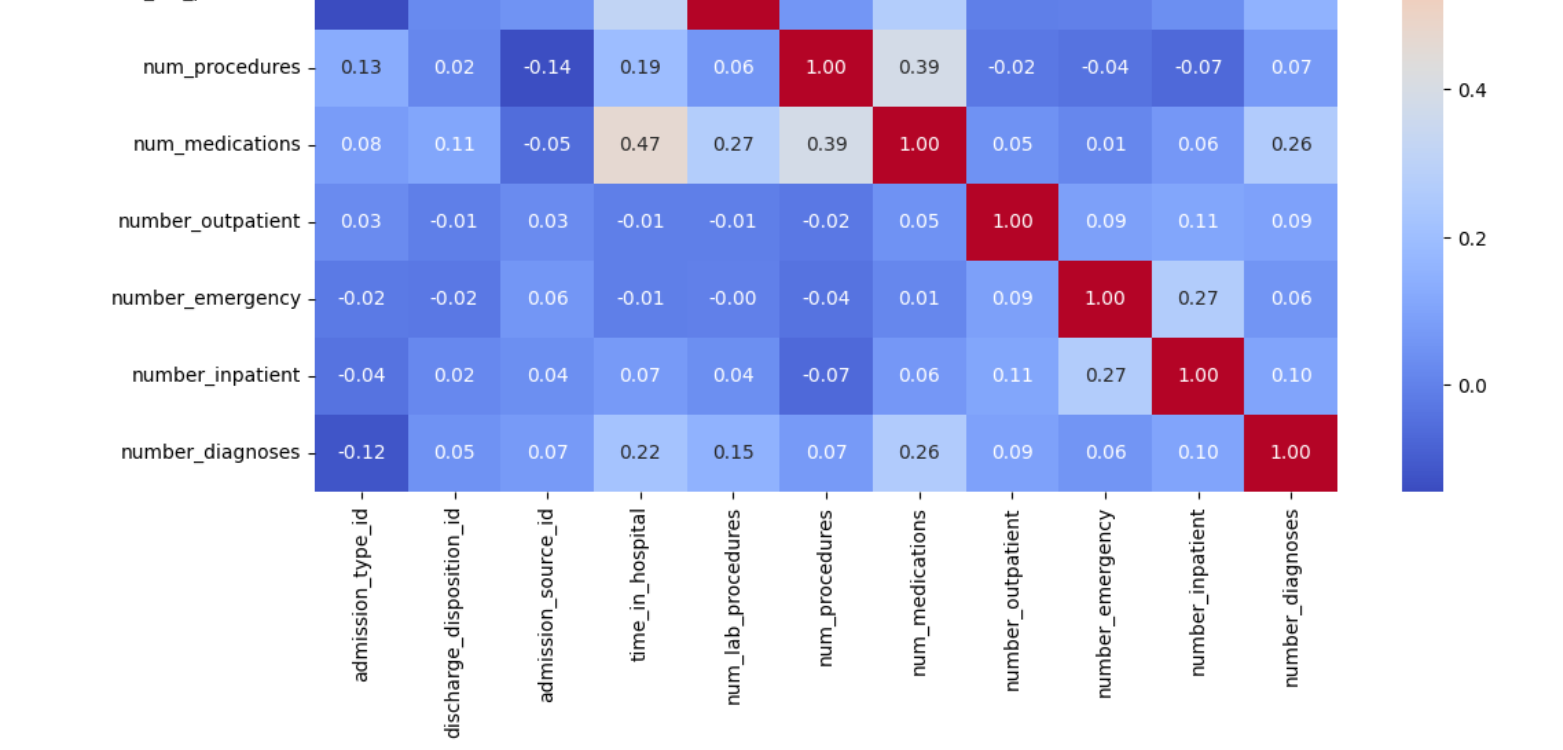 num_procedures 0.13 0.02 -0.14 0.19 0.06 1.00 0.39 -0.02 -0.04 -0.07 0.07
num_medications 0.08 0.11 -0.05 0.47 0.27 0.39 1.00 0.05 0.01 0.06 0.26
number_outpatient 0.03 -0.01 0.03 -0.01 -0.01 -0.02 0.05 1.00 0.09 0.11 0.09
number_emergency -0.02 -0.02 0.06 -0.01 -0.00 -0.04 0.01 0.09 1.00 0.27 0.06
number_inpatient -0.04 0.02 0.04 0.07 0.04 -0.07 0.06 0.11 0.27 1.00 0.10
number_diagnoses -0.12 0.05 0.07 0.22 0.15 0.07 0.26 0.09 0.06 0.10 1.00
admission_type_id
discharge_disposition_id
admission_source_id
time_in_hospital
num_lab_procedures
num_procedures
num_medications
number_outpatient
number_emergency
number_inpatient
number_diagnoses
0.4
0.2
0.0